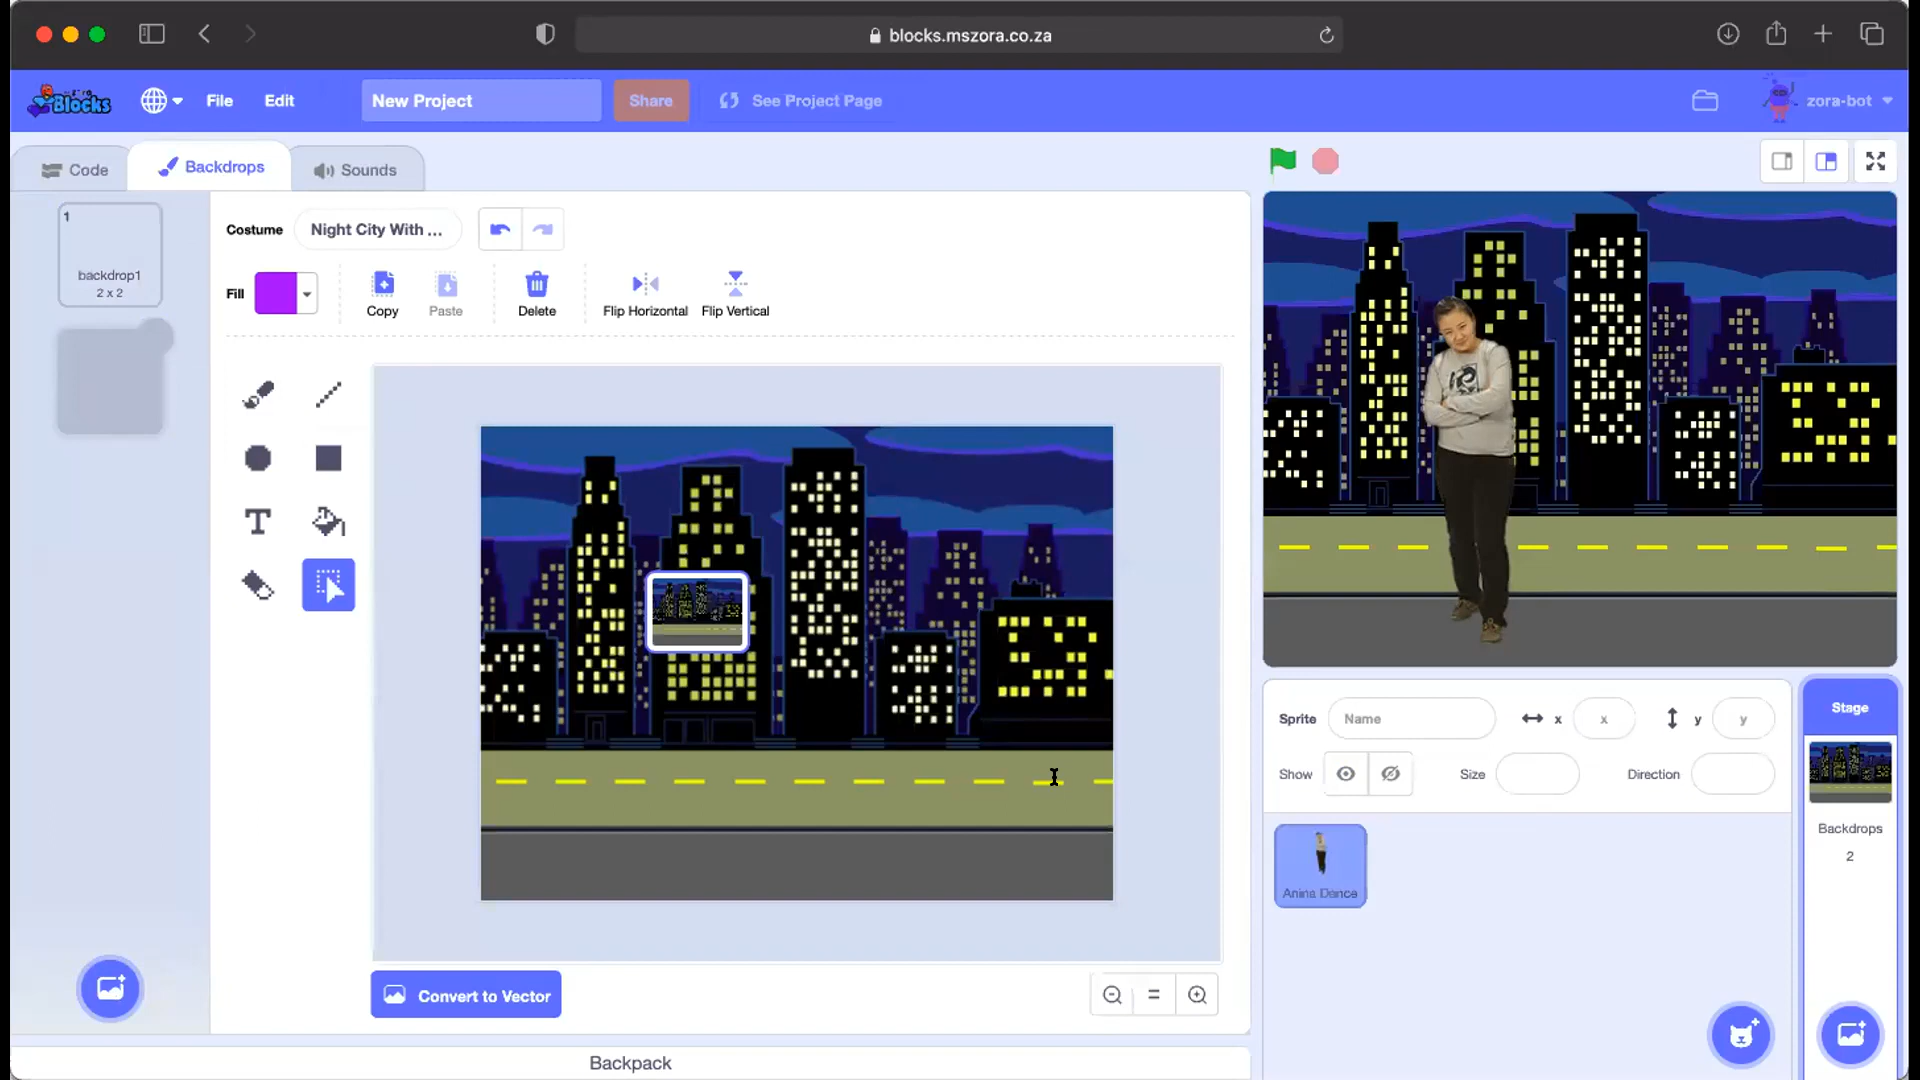 blocks.mszora.co.za
Blocks
File
Edit
New Project
Share
See Project Page
zora-bot
Code
Backdrops
Sounds
1
backdrop1
2 x 2
Costume
Night City With ...
Fill
Copy
Paste
Delete
Flip Horizontal
Flip Vertical
T
Convert to Vector
Backpack
Sprite
Name
x
x
y
y
Show
Size
Direction
Anina Dance
Stage
Backdrops
2